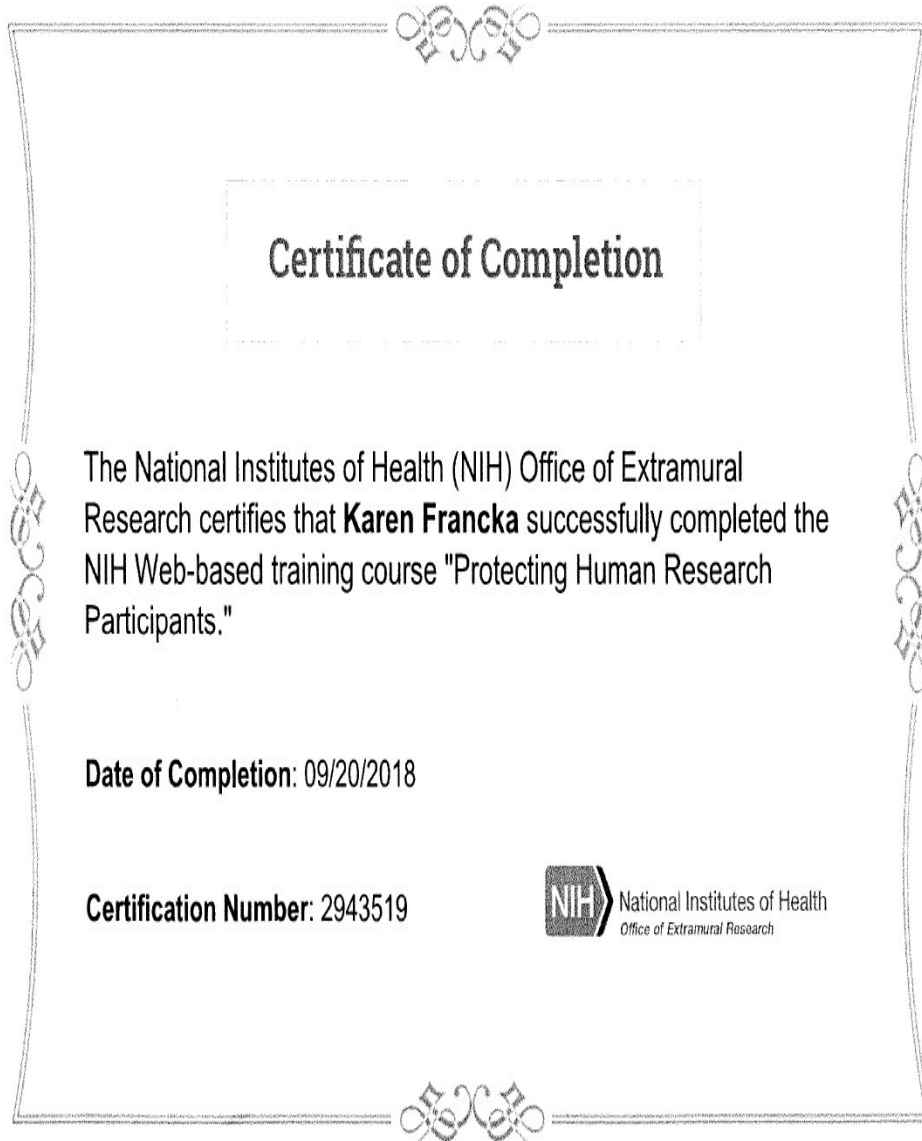 Certificate of Completion
The National Institutes of Health (NIH) Office of Extramural
Research certifies that Karen Francka successfully completed the
NIH Web-based training course "Protecting Human Research
Participants."
Date of Completion: 09/20/2018
Certification Number: 2943519
NIH National Institutes of Health
Office of Extramural Research